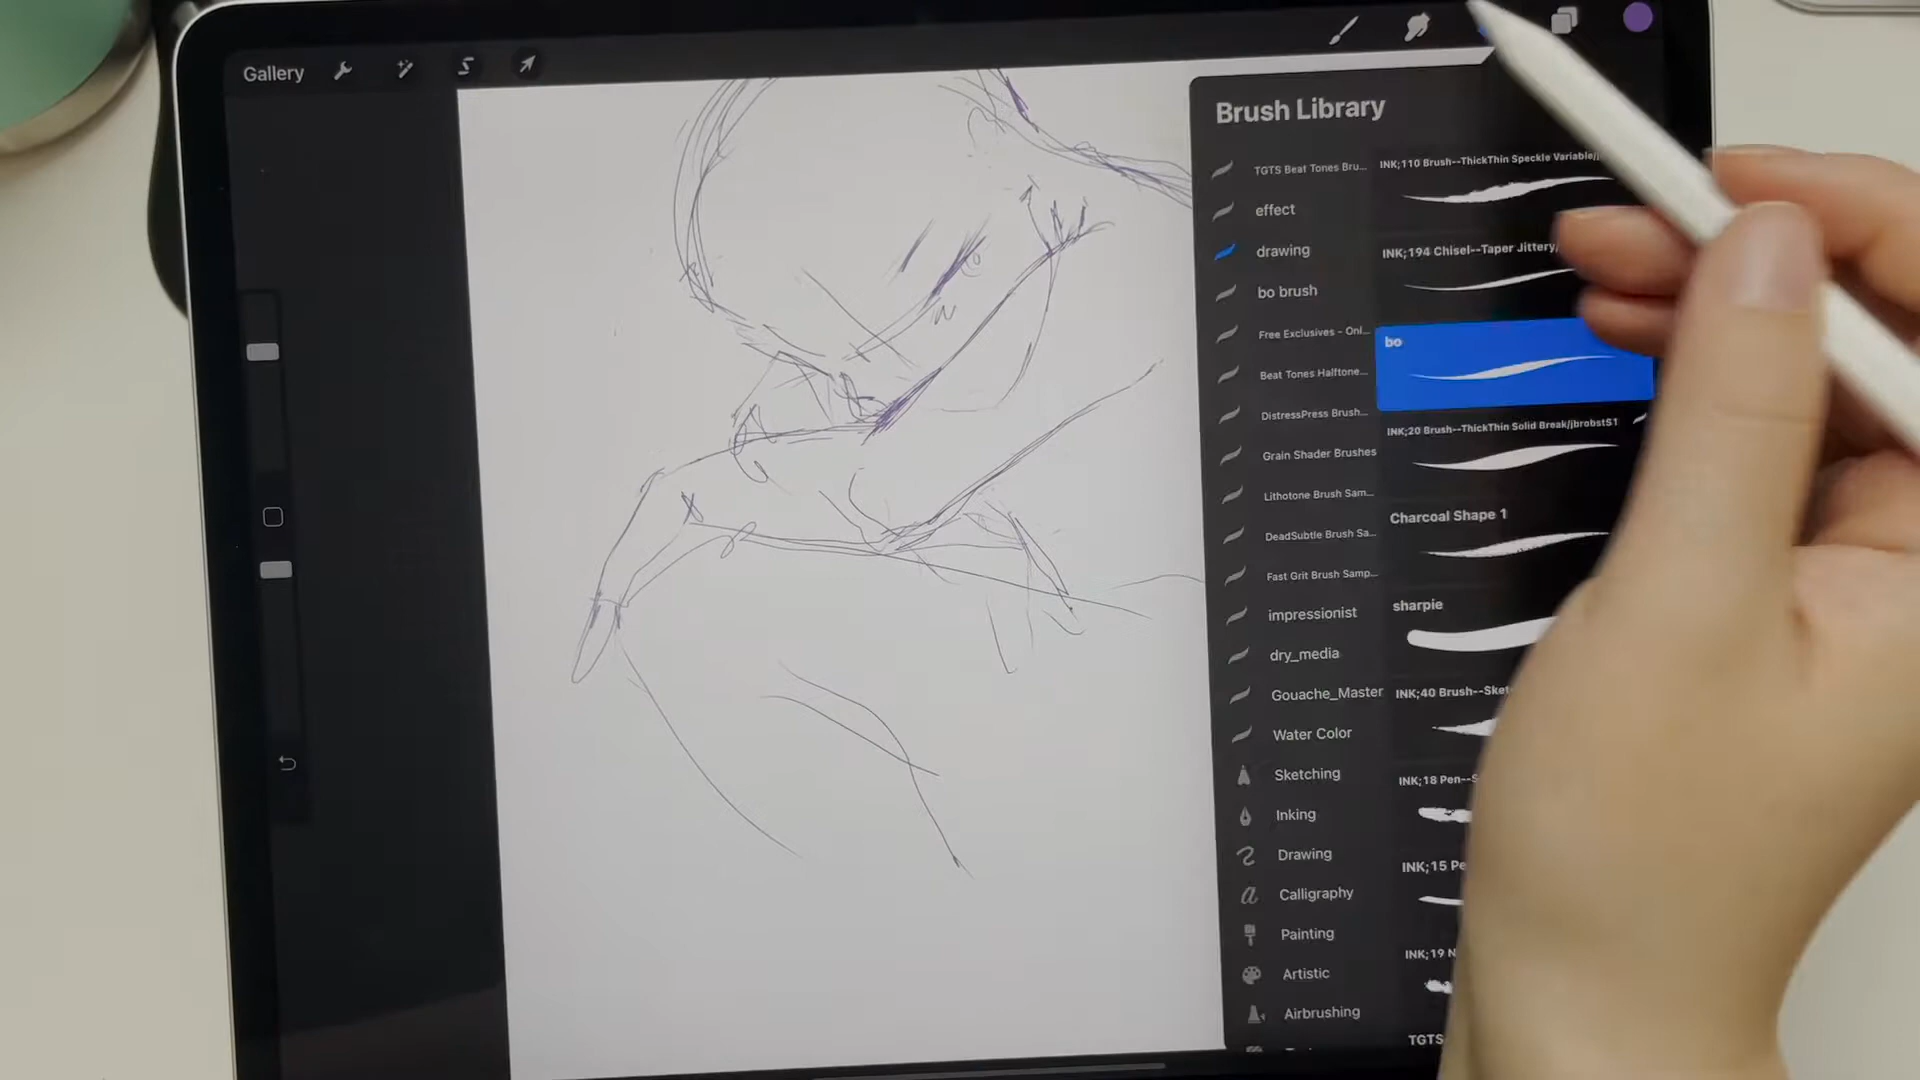 Gallery
Brush Library
TGTS Beat Tones Bru...
effect
drawing
bo brush
Free Exclusives - Onl...
Beat Tones Halftone...
DistressPress Brush...
Grain Shader Brushes
Lithotone Brush Sam...
DeadSubtle Brush Sa...
Fast Grit Brush Samp...
impressionist
dry_media
Gouache_Master
Water Color
Sketching
Inking
Drawing
Calligraphy
Painting
Artistic
Airbrushing
INK;110 Brush--ThickThin Speckle Variable/j
INK;194 Chisel--Taper Jittery/
bo
INK;20 Brush--ThickThin Solid Break/jbrobstS1
Charcoal Shape 1
sharpie
INK;40 Brush--Sket
INK;18 Pen--S
INK;15 Pe
INK;19 N
TGTS